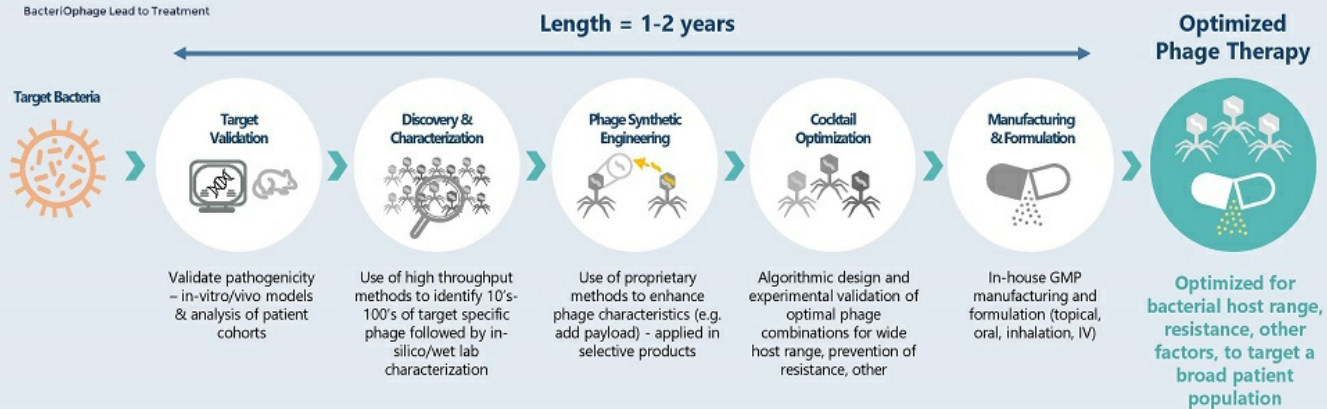 BacteriOphage Lead to Treatment
Length = 1-2 years
Optimized
Phage Therapy
Target Bacteria
Target
Validation
Discovery &
Characterization
Phage Synthetic
Engineering
Cocktail
Optimization
Manufacturing
& Formulation
Validate pathogenicity
– in-vitro/vivo models
& analysis of patient
cohorts
Use of high throughput
methods to identify 10's-
100's of target specific
phage followed by in-
silico/wet lab
characterization
Use of proprietary
methods to enhance
phage characteristics (e.g.
add payload) - applied in
selective products
Algorithmic design and
experimental validation of
optimal phage
combinations for wide
host range, prevention of
resistance, other
In-house GMP
manufacturing and
formulation (topical,
oral, inhalation, IV)
Optimized for
bacterial host range,
resistance, other
factors, to target a
broad patient
population